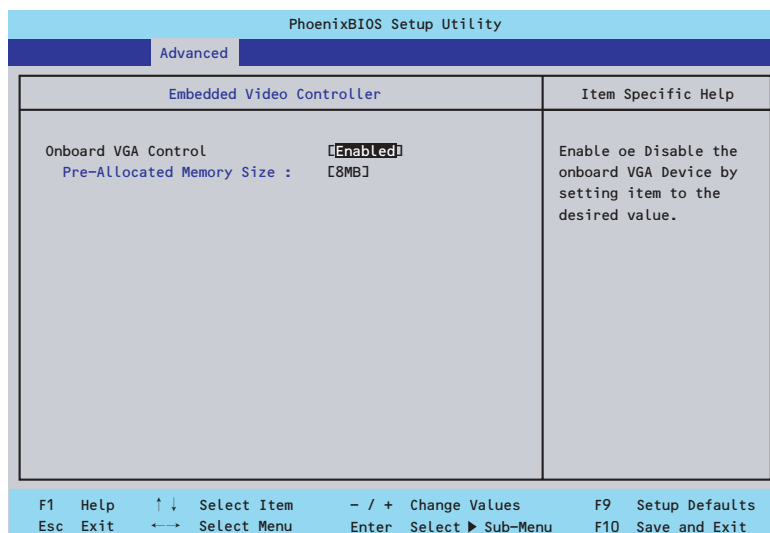 PhoenixBIOS Setup Utility
Advanced
Embedded Video Controller
Item Specific Help
Onboard VGA Control [Enabled]
Pre-Allocated Memory Size : [8MB]
Enable oe Disable the
onboard VGA Device by
setting item to the
desired value.
F1 Help ↑↓ Select Item - / + Change Values F9 Setup Defaults
Esc Exit ←→ Select Menu Enter Select ▶ Sub-Menu F10 Save and Exit